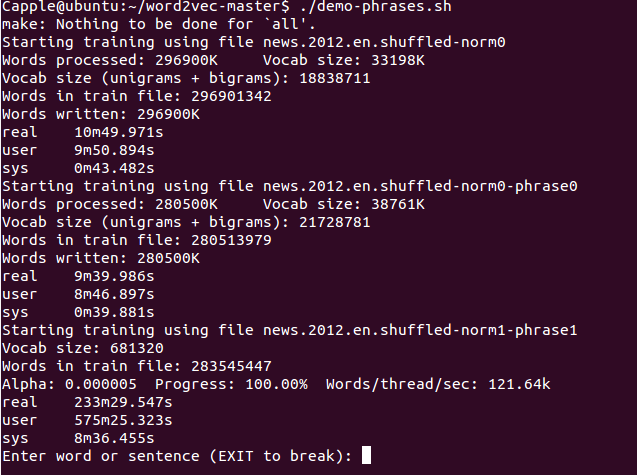 Capple@ubuntu:~/word2vec-master$ ./demo-phrases.sh
make: Nothing to be done for `all'.
Starting training using file news.2012.en.shuffled-norm0
Words processed: 296900K     Vocab size: 33198K
Vocab size (unigrams + bigrams): 18838711
Words in train file: 296901342
Words written: 296900K
real    10m49.971s
user    9m50.894s
sys     0m43.482s
Starting training using file news.2012.en.shuffled-norm0-phrase0
Words processed: 280500K     Vocab size: 38761K
Vocab size (unigrams + bigrams): 21728781
Words in train file: 280513979
Words written: 280500K
real    9m39.986s
user    8m46.897s
sys     0m39.881s
Starting training using file news.2012.en.shuffled-norm1-phrase1
Vocab size: 681320
Words in train file: 283545447
Alpha: 0.000005  Progress: 100.00%  Words/thread/sec: 121.64k
real    233m29.547s
user    575m25.323s
sys     8m36.455s
Enter word or sentence (EXIT to break):